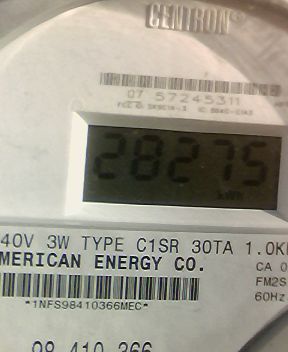 CENTRON®
07 57245311
28275
kWh
40V 3W TYPE C1SR 30TA 1.0K
MERICAN ENERGY CO.
CA 0
FM2S
60Hz
*1NFS98410366MEC*
98 410 366